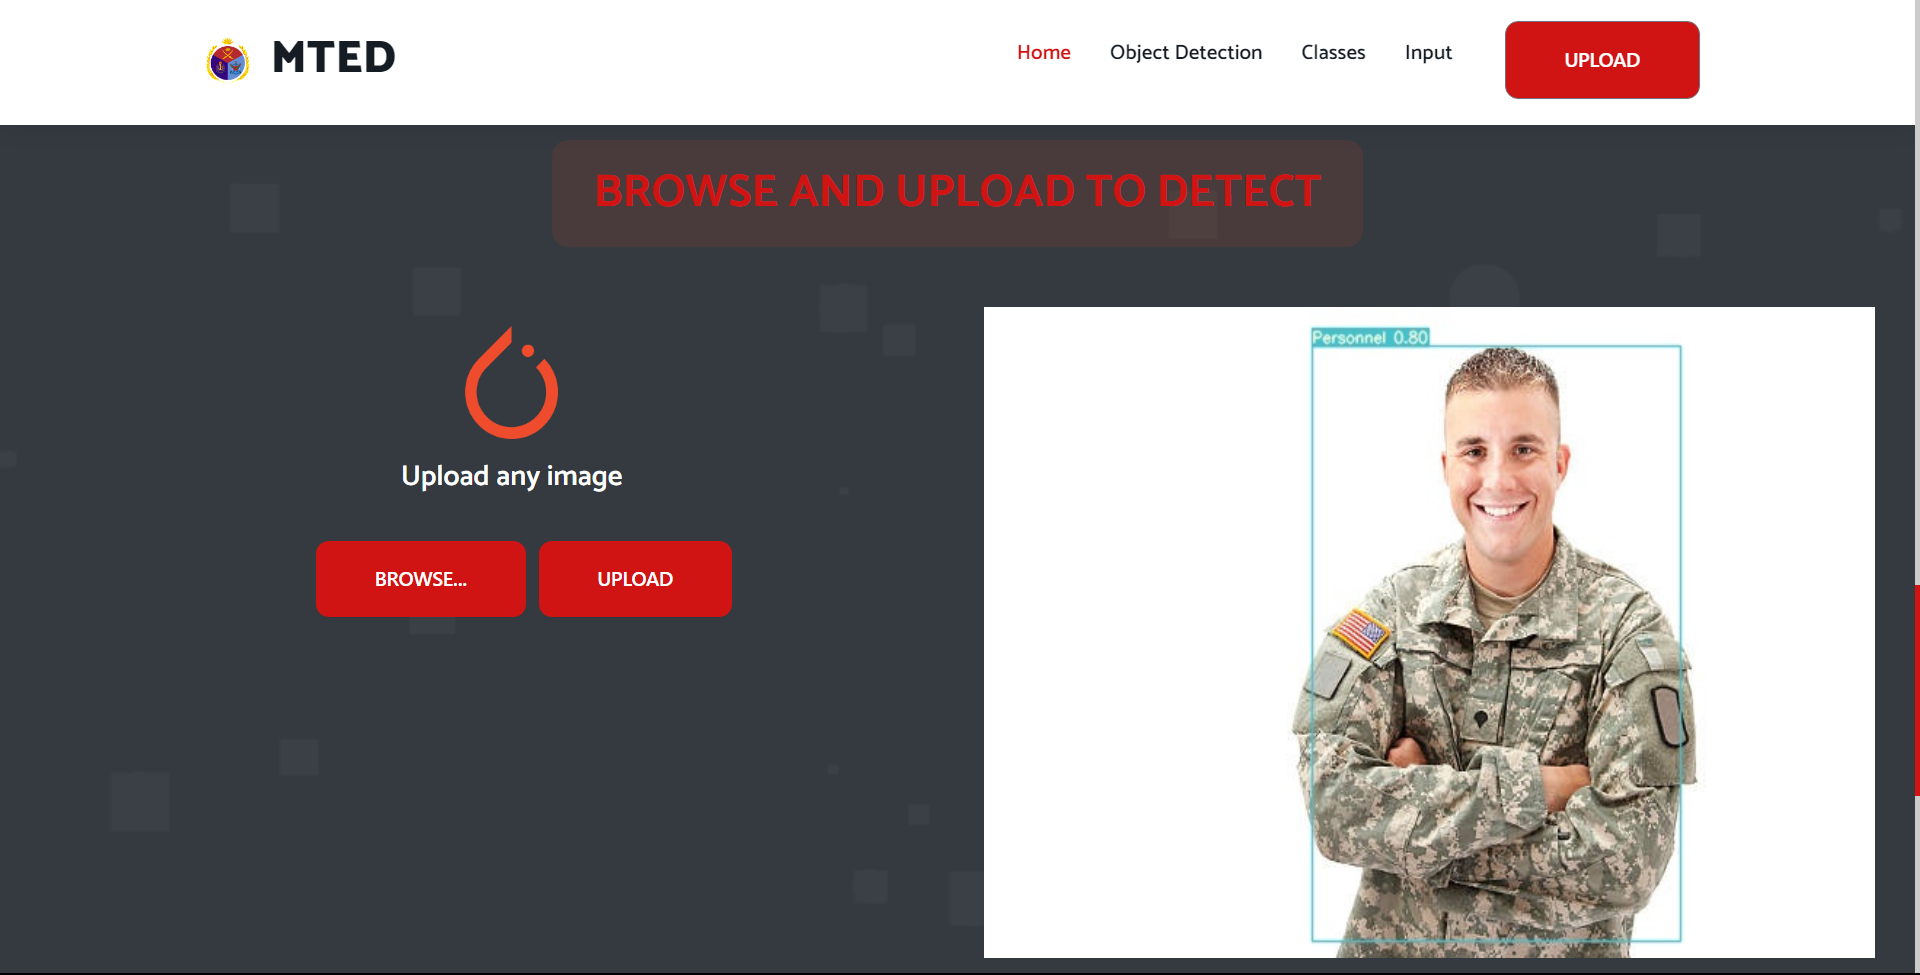 MTED
Home
Object Detection
Classes
Input
UPLOAD
BROWSE AND UPLOAD TO DETECT
Upload any image
BROWSE...
UPLOAD
Personnel 0.80